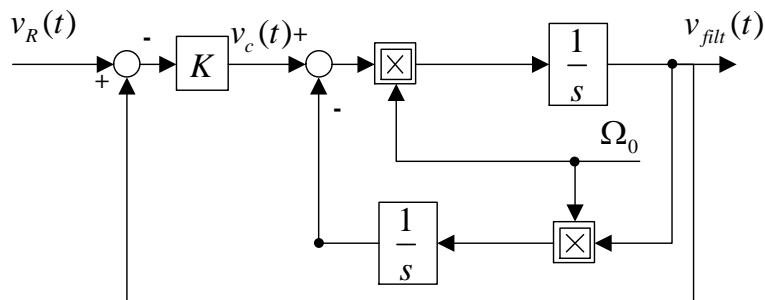 v_R(t) - K v_c(t) + 1/s v_filt(t)
+ -
Ω_0
1/s